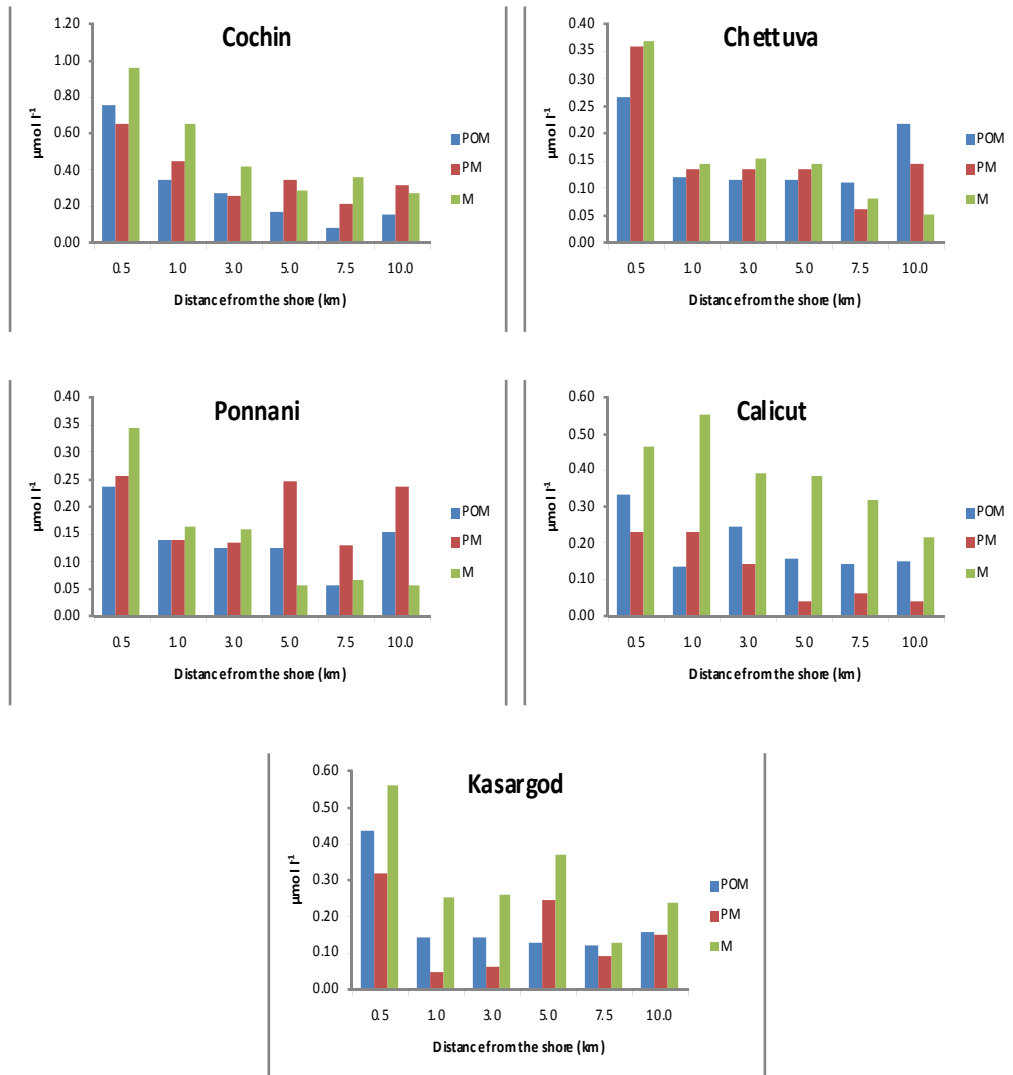 Cochin
1.20
1.00
0.80
0.60
0.40
0.20
0.00
µmol l-1
0.5 1.0 3.0 5.0 7.5 10.0
Distance from the shore (km)
POM
PM
M
Chettuva
0.40
0.35
0.30
0.25
0.20
0.15
0.10
0.05
0.00
µmol l-1
0.5 1.0 3.0 5.0 7.5 10.0
Distance from the shore (km)
POM
PM
M
Ponnani
0.40
0.35
0.30
0.25
0.20
0.15
0.10
0.05
0.00
µmol l-1
0.5 1.0 3.0 5.0 7.5 10.0
Distance from the shore (km)
POM
PM
M
Calicut
0.60
0.50
0.40
0.30
0.20
0.10
0.00
µmol l-1
0.5 1.0 3.0 5.0 7.5 10.0
Distance from the shore (km)
POM
PM
M
Kasargod
0.60
0.50
0.40
0.30
0.20
0.10
0.00
µmol l-1
0.5 1.0 3.0 5.0 7.5 10.0
Distance from the shore (km)
POM
PM
M